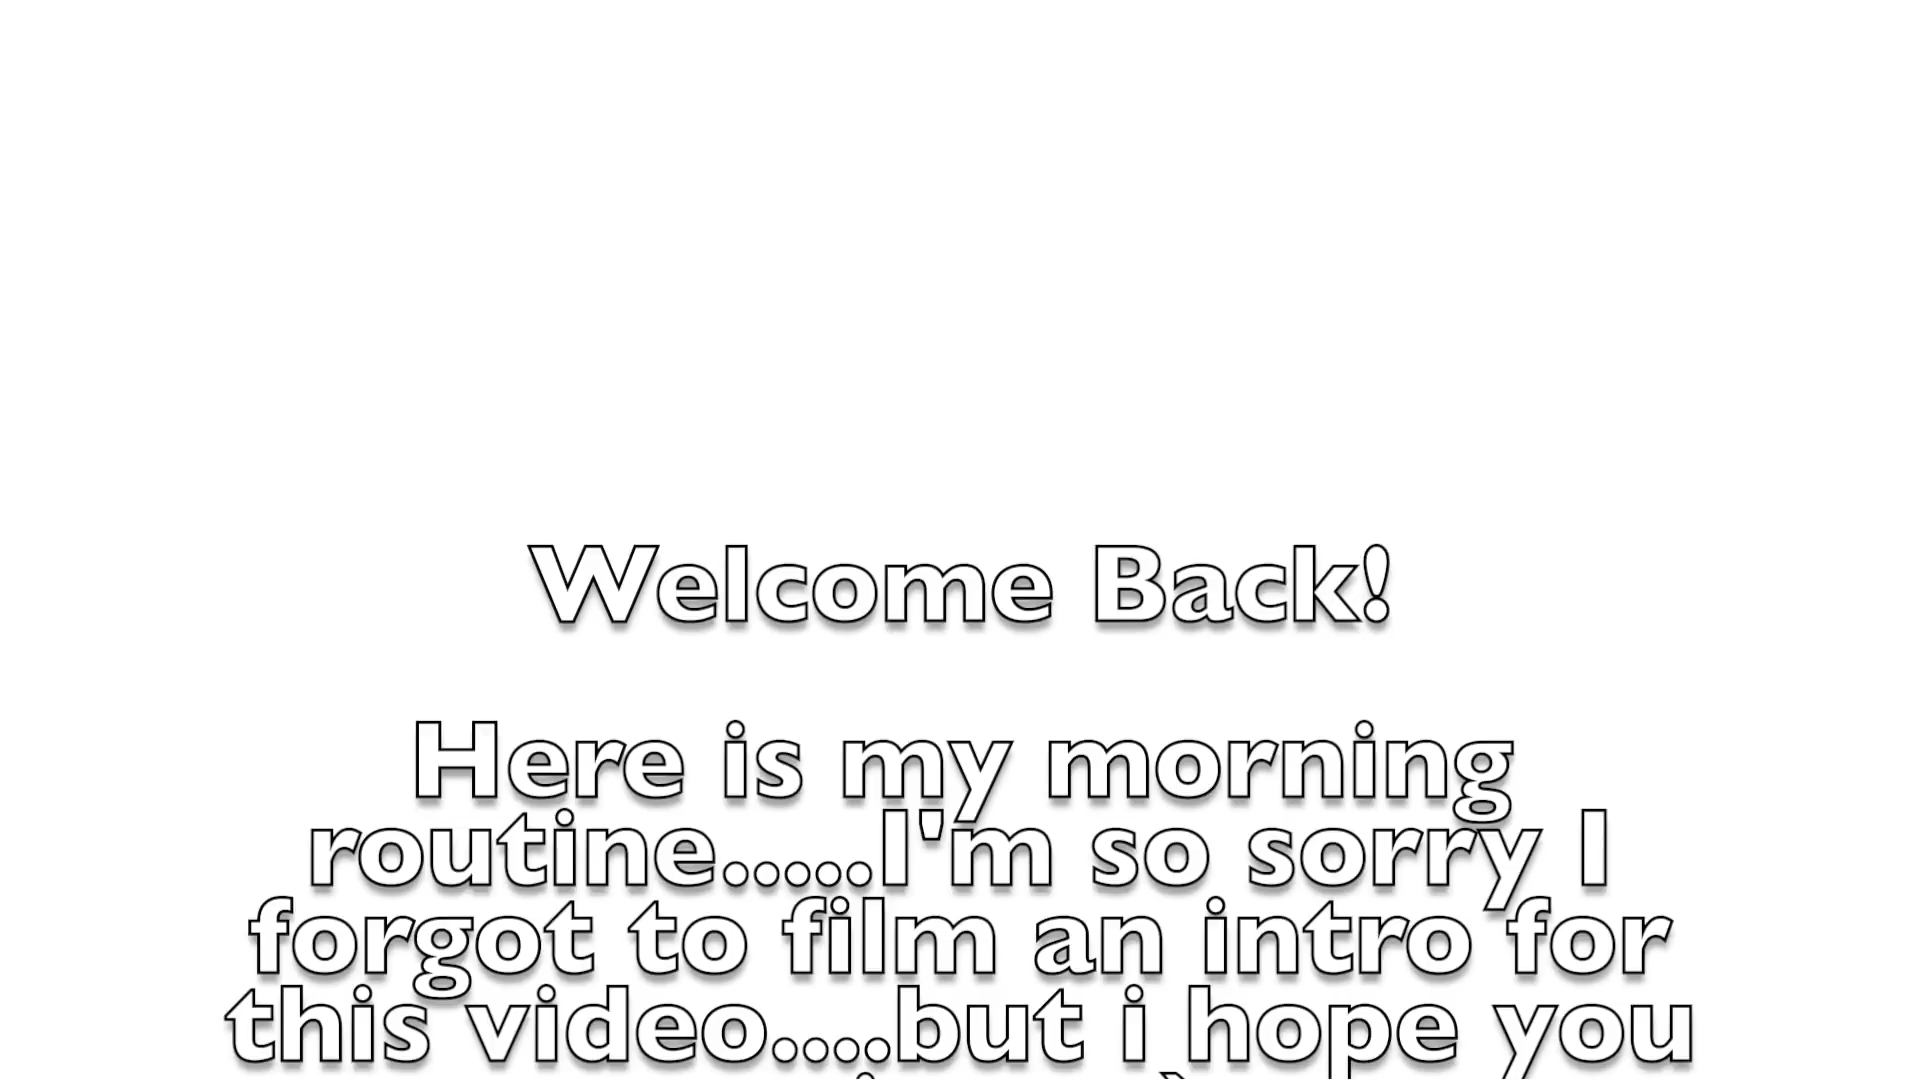 Welcome Back!
Here is my morning
routine.....I'm so sorry I
forgot to film an intro for
this video....but i hope you